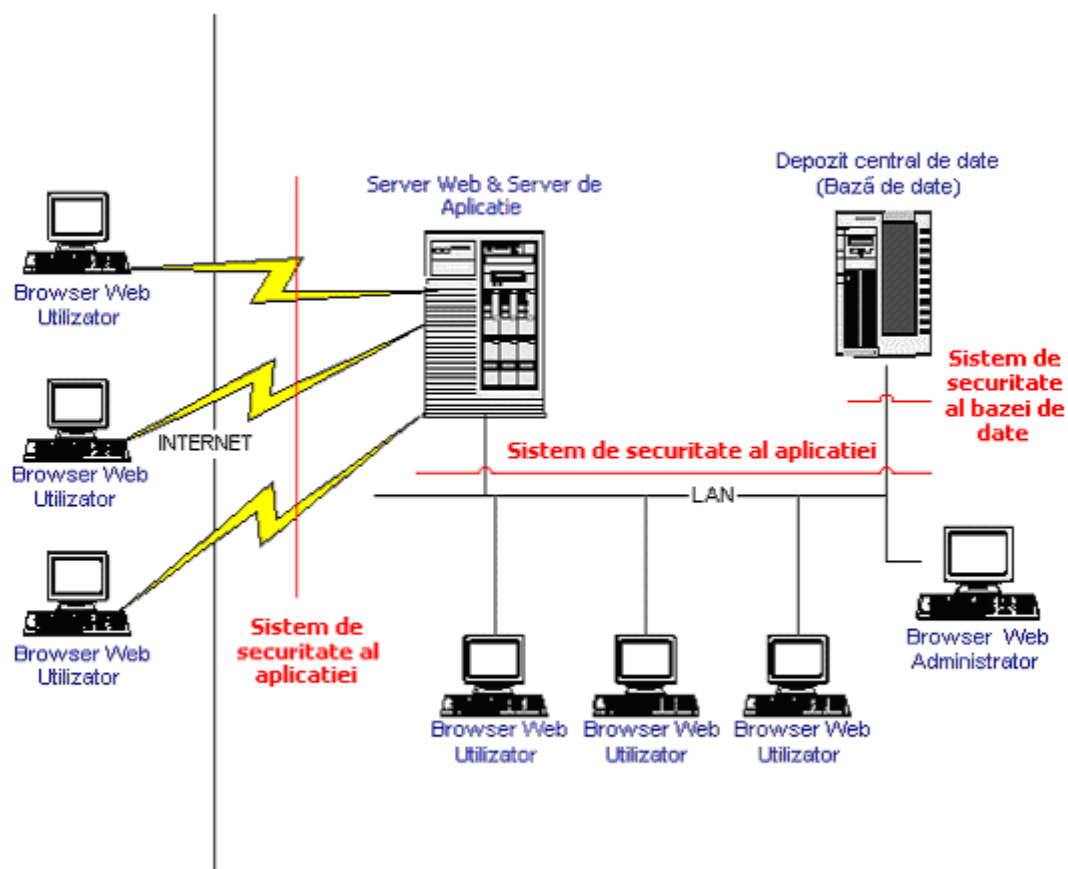 Server Web & Server de
Aplicatie
Depozit central de date
(Bază de date)
Browser Web
Utilizator
Sistem de
securitate
al bazei de
date
INTERNET
Browser Web
Utilizator
Sistem de securitate al aplicatiei
LAN
Browser Web
Utilizator
Sistem de
securitate al
aplicatiei
Browser Web
Administrator
Browser Web
Utilizator
Browser Web
Utilizator
Browser Web
Utilizator